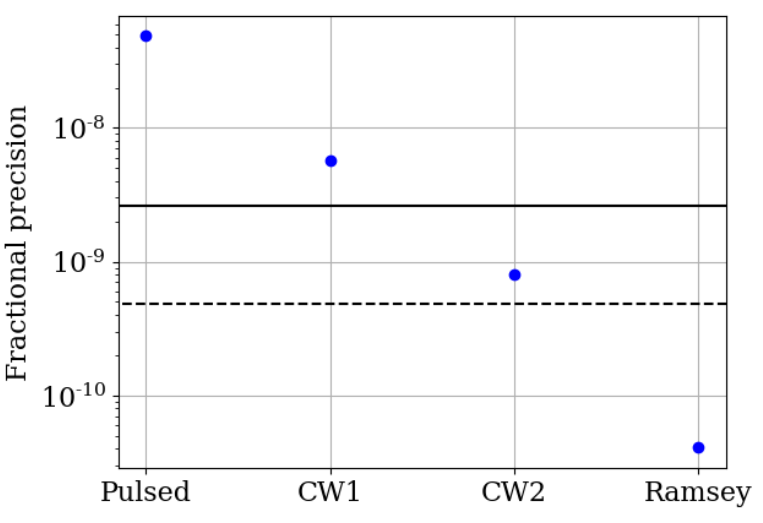 Fractional precision
10⁻⁸
10⁻⁹
10⁻¹⁰
Pulsed CW1 CW2 Ramsey